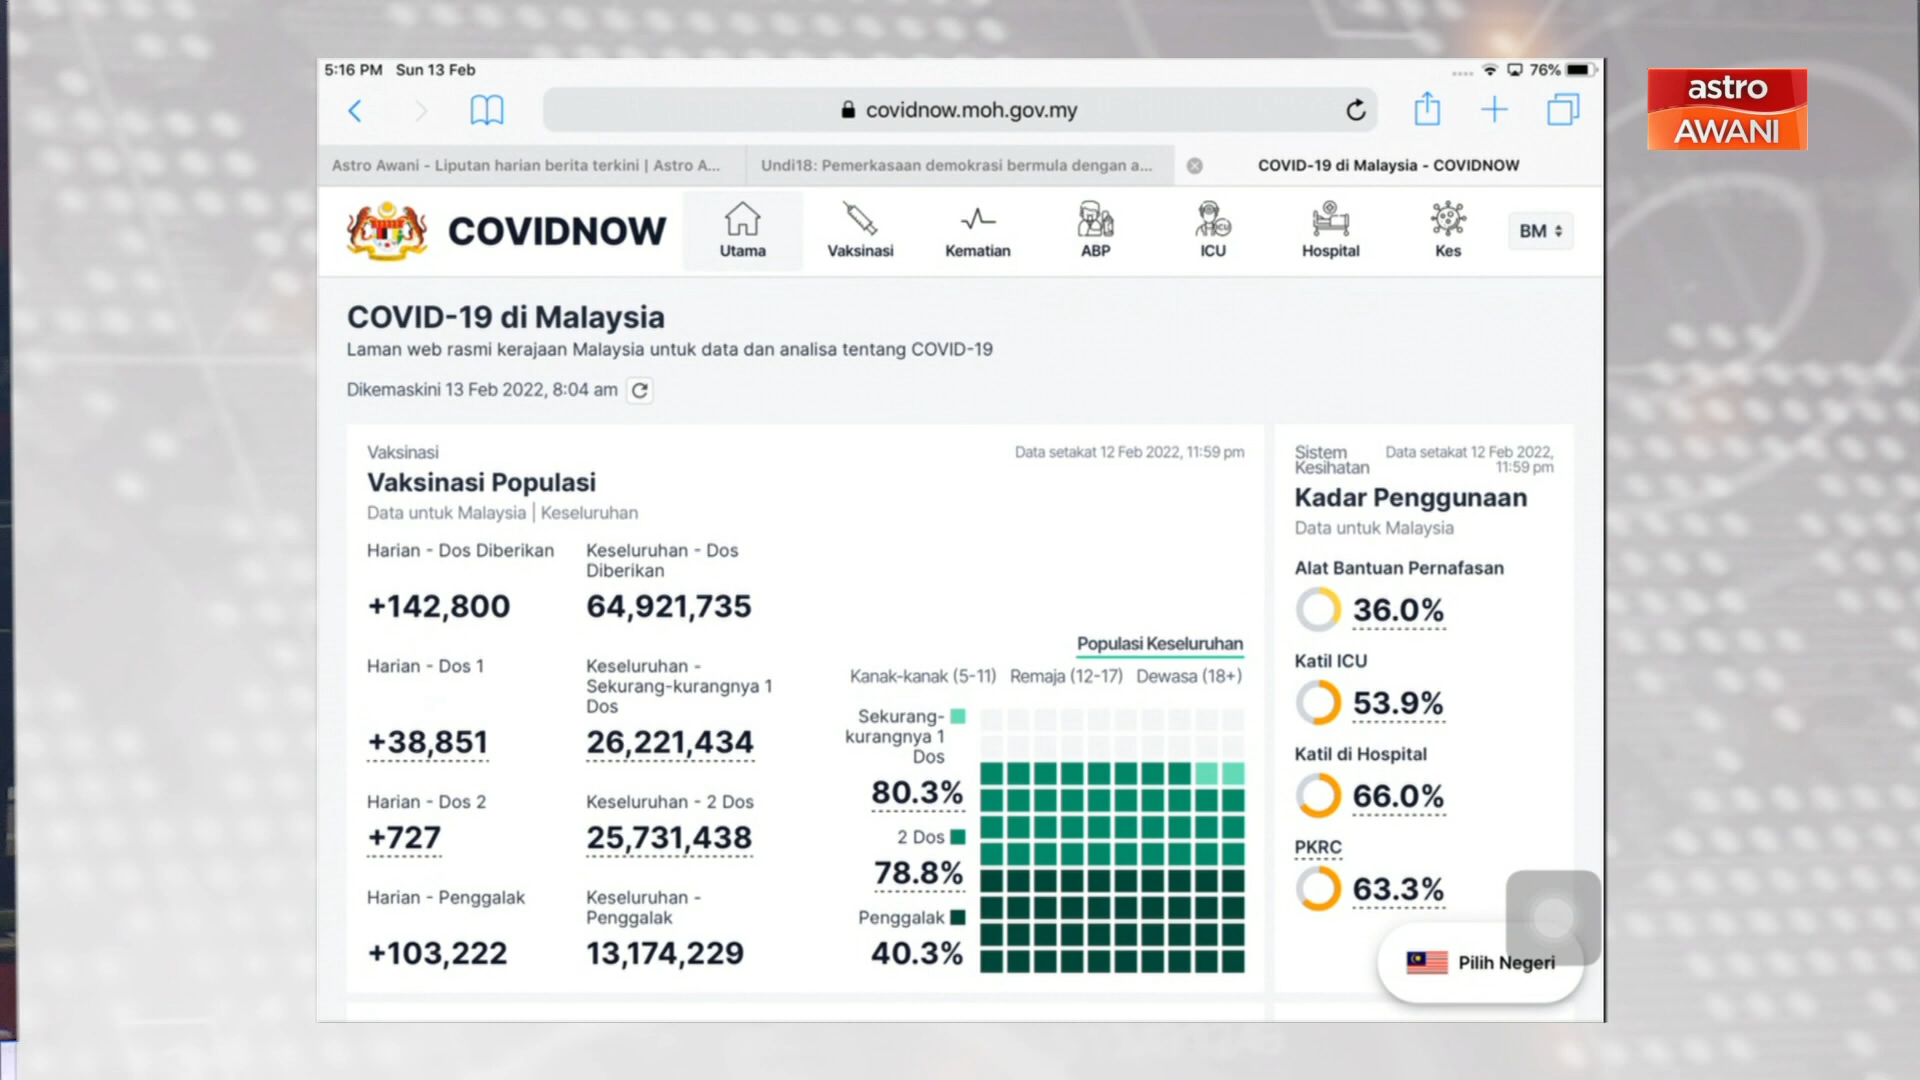 5:16 PM Sun 13 Feb
76%
astro
AWANI
covidnow.moh.gov.my
Astro Awani - Liputan harian berita terkini | Astro A...
Undi18: Pemerkasaan demokrasi bermula dengan a...
COVID-19 di Malaysia - COVIDNOW
COVIDNOW
Utama
Vaksinasi
Kematian
ABP
ICU
Hospital
Kes
BM
COVID-19 di Malaysia
Laman web rasmi kerajaan Malaysia untuk data dan analisa tentang COVID-19
Dikemaskini 13 Feb 2022, 8:04 am
Vaksinasi
Data setakat 12 Feb 2022, 11:59 pm
Vaksinasi Populasi
Data untuk Malaysia | Keseluruhan
Harian - Dos Diberikan
+142,800
Keseluruhan - Dos
Diberikan
64,921,735
Harian - Dos 1
+38,851
Keseluruhan -
Sekurang-kurangnya 1
Dos
26,221,434
Harian - Dos 2
+727
Keseluruhan - 2 Dos
25,731,438
Harian - Penggalak
+103,222
Keseluruhan -
Penggalak
13,174,229
Populasi Keseluruhan
Kanak-kanak (5-11) Remaja (12-17) Dewasa (18+)
Sekurang-
kurangnya 1
Dos
80.3%
2 Dos
78.8%
Penggalak
40.3%
Sistem
Kesihatan
Data setakat 12 Feb 2022,
11:59 pm
Kadar Penggunaan
Data untuk Malaysia
Alat Bantuan Pernafasan
36.0%
Katil ICU
53.9%
Katil di Hospital
66.0%
PKRC
63.3%
Pilih Negeri